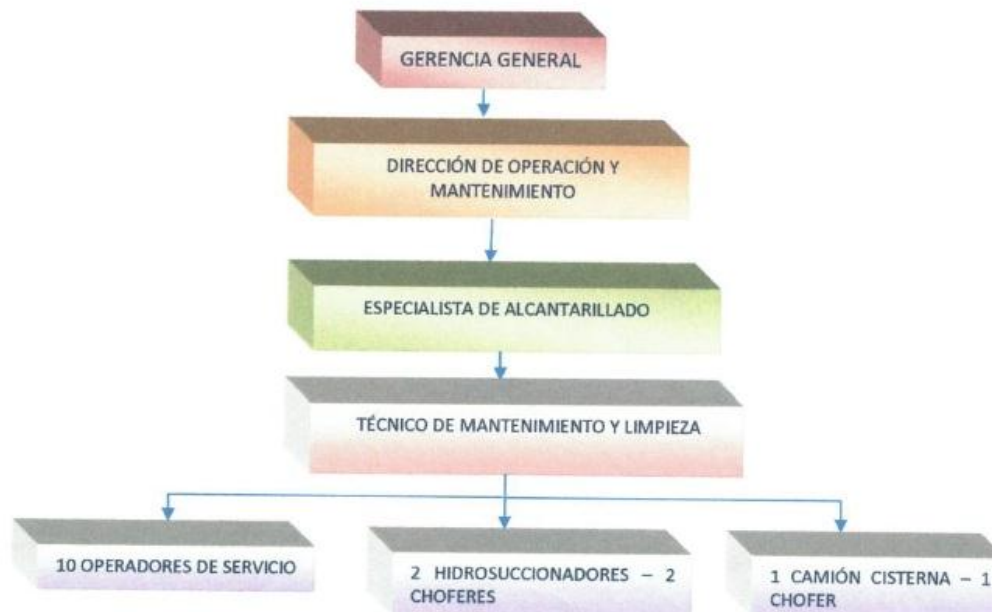 GERENCIA GENERAL
DIRECCIÓN DE OPERACIÓN Y
MANTENIMIENTO
ESPECIALISTA DE ALCANTARILLADO
TÉCNICO DE MANTENIMIENTO Y LIMPIEZA
10 OPERADORES DE SERVICIO
2 HIDROSUCCIONADORES – 2
CHOFERES
1 CAMIÓN CISTERNA – 1
CHOFER